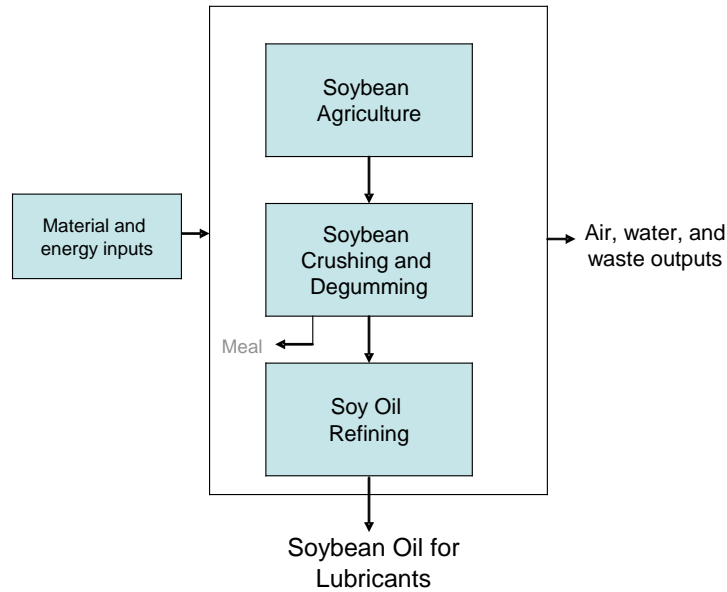 Soybean
Agriculture
Material and
energy inputs
Soybean
Crushing and
Degumming
Air, water, and
waste outputs
Meal
Soy Oil
Refining
Soybean Oil for
Lubricants